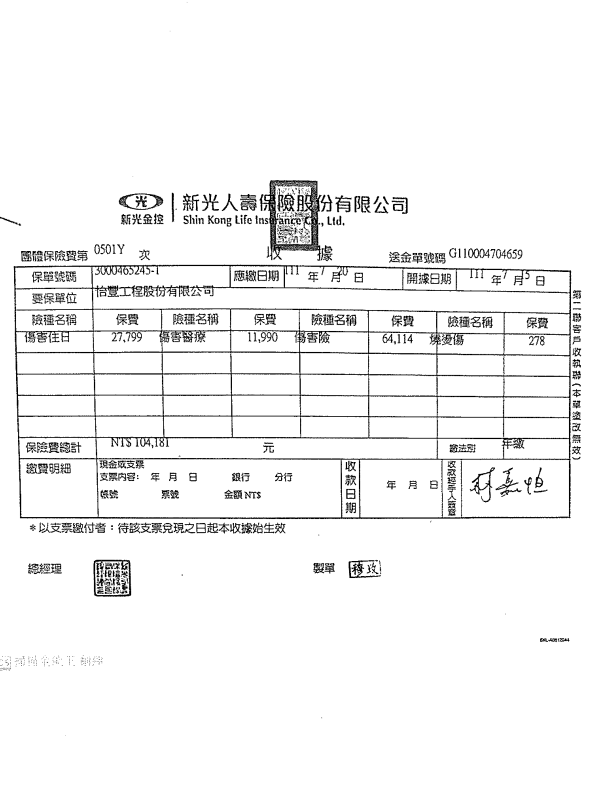 新光金控
新光人壽保險股份有限公司
Shin Kong Life Insurance Co., Ltd.
團體保險費第 0501Y 次 收據 送金單號碼 G110004704659
保單號碼 3000465245-1 應繳日期 111 年 7 月 20 日 開據日期 111 年 7 月 15 日
要保單位 怡豐工程股份有限公司
險種名稱 保費 險種名稱 保費 險種名稱 保費 險種名稱 保費
傷害住日 27,799 傷害醫療 11,990 傷害險 64,114 燒燙傷 278
保險費總計 NT$ 104,181 元 繳法別 年繳
繳費明細 現金或支票
支票內容: 年 月 日 銀行 分行
帳號 票號 金額 NT$
收款日期 年 月 日
收款經手人簽章
第二聯客戶收執聯(本單塗改無效)
*以支票繳付者:待該支票兌現之日起本收據始生效
總經理 製單